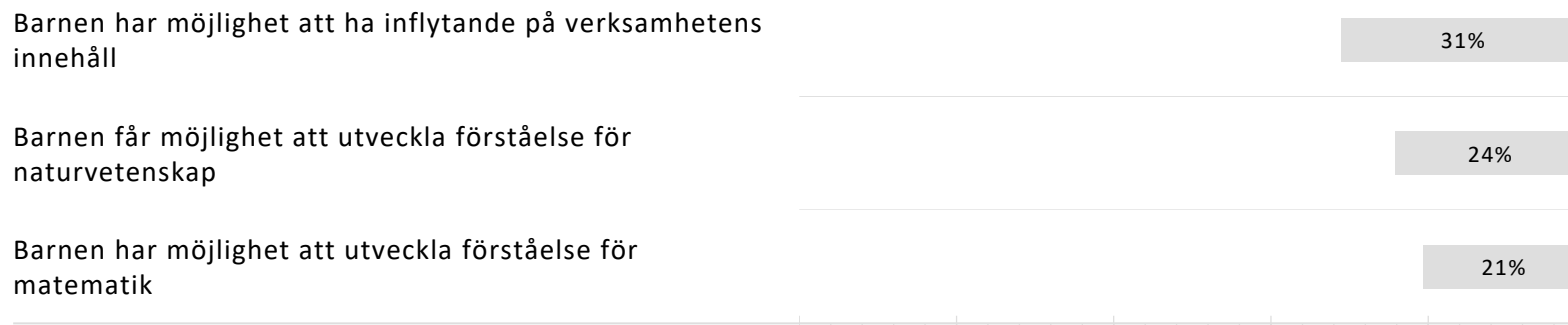 Barnen har möjlighet att ha inflytande på verksamhetens
innehåll
31%
Barnen får möjlighet att utveckla förståelse för
naturvetenskap
24%
Barnen har möjlighet att utveckla förståelse för
matematik
21%